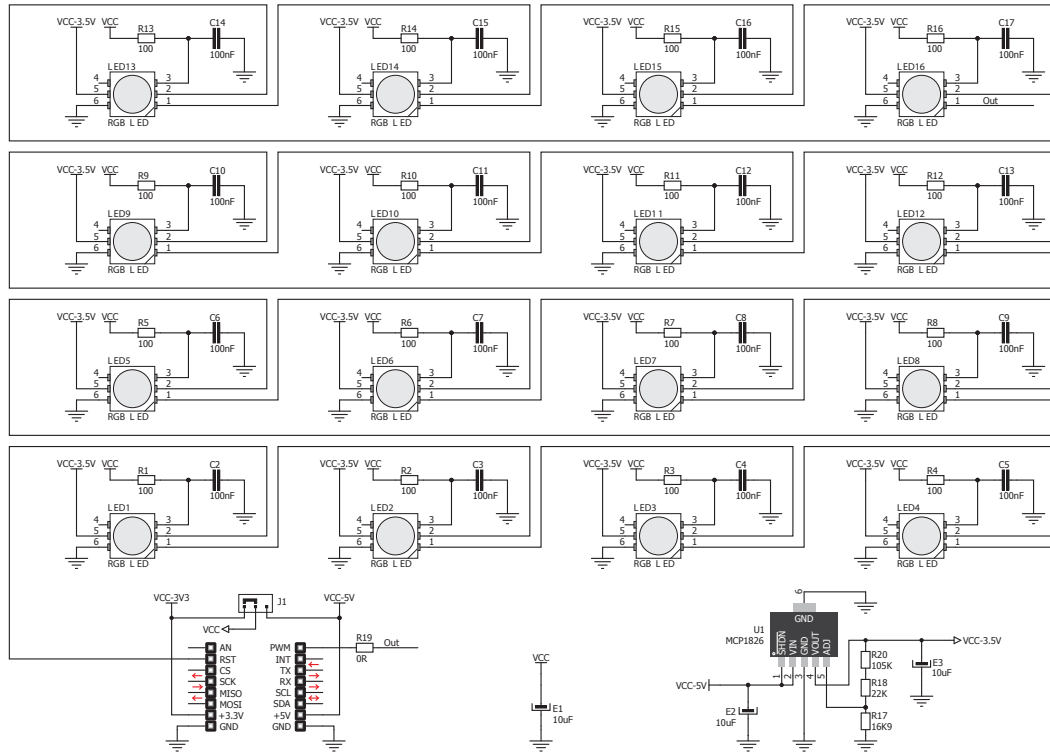 VCC-3.5V VCC R13 100 C14 100nF
LED13
4 5 6 3 2 1
RGB L ED
VCC-3.5V VCC R14 100 C15 100nF
LED14
4 5 6 3 2 1
RGB L ED
VCC-3.5V VCC R15 100 C16 100nF
LED15
4 5 6 3 2 1
RGB L ED
VCC-3.5V VCC R16 100 C17 100nF
LED16
4 5 6 3 2 1 Out
RGB L ED
VCC-3.5V VCC R9 100 C10 100nF
LED9
4 5 6 3 2 1
RGB L ED
VCC-3.5V VCC R10 100 C11 100nF
LED10
4 5 6 3 2 1
RGB L ED
VCC-3.5V VCC R11 100 C12 100nF
LED11
4 5 6 3 2 1
RGB L ED
VCC-3.5V VCC R12 100 C13 100nF
LED12
4 5 6 3 2 1
RGB L ED
VCC-3.5V VCC R5 100 C6 100nF
LED5
4 5 6 3 2 1
RGB L ED
VCC-3.5V VCC R6 100 C7 100nF
LED6
4 5 6 3 2 1
RGB L ED
VCC-3.5V VCC R7 100 C8 100nF
LED7
4 5 6 3 2 1
RGB L ED
VCC-3.5V VCC R8 100 C9 100nF
LED8
4 5 6 3 2 1
RGB L ED
VCC-3.5V VCC R1 100 C2 100nF
LED1
4 5 6 3 2 1
RGB L ED
VCC-3.5V VCC R2 100 C3 100nF
LED2
4 5 6 3 2 1
RGB L ED
VCC-3.5V VCC R3 100 C4 100nF
LED3
4 5 6 3 2 1
RGB L ED
VCC-3.5V VCC R4 100 C5 100nF
LED4
4 5 6 3 2 1
RGB L ED
VCC-3V3 J1 VCC-5V
VCC
AN PWM R19 Out
RST INT 0R
CS TX
SCK RX
MISO SCL
MOSI SDA
+3.3V +5V
GND GND
VCC
E1
10uF
6
GND
U1
MCP1826
SHDN VIN GND VOUT ADJ
1 2 3 4 5
VCC-5V
E2
10uF
VCC-3.5V
R20
105K
E3
10uF
R18
22K
R17
16K9